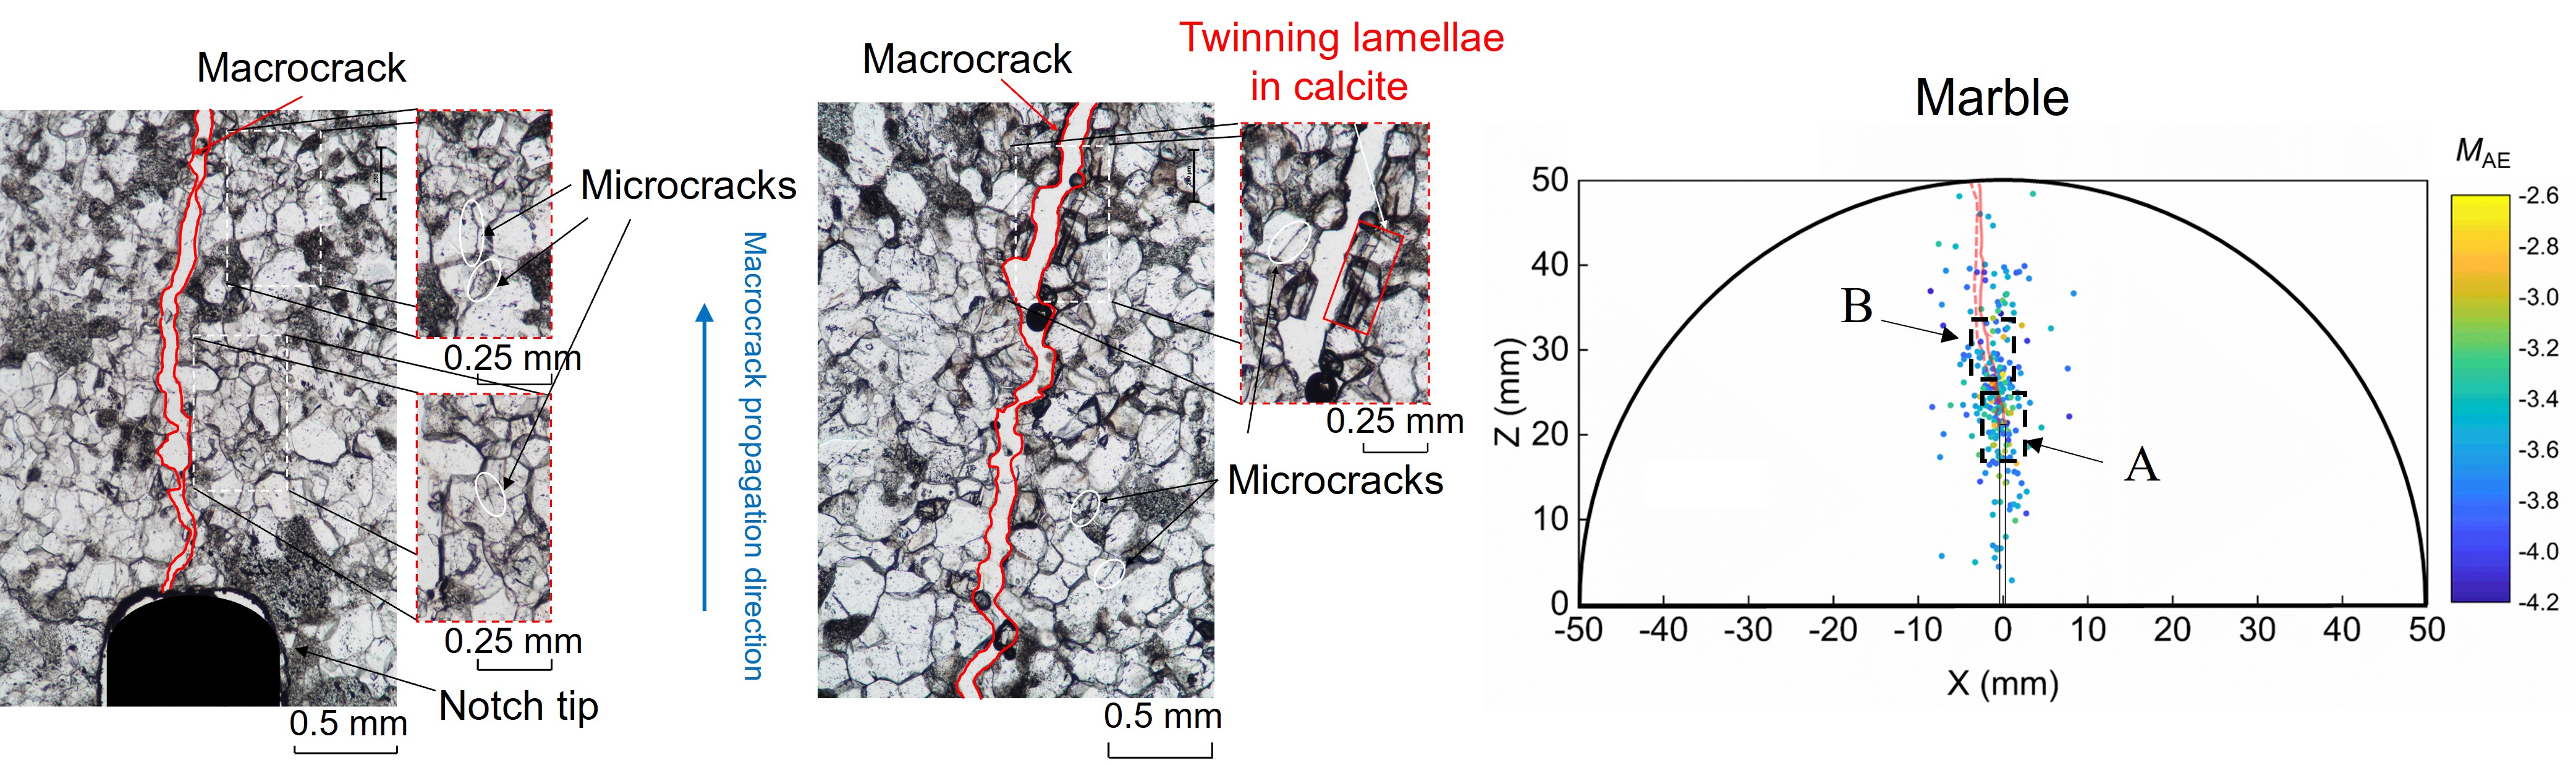 Macrocrack
Microcracks
0.25 mm
0.25 mm
Notch tip
0.5 mm
Macrocrack propagation direction
Macrocrack
Twinning lamellae
in calcite
0.25 mm
Microcracks
0.5 mm
Marble
M_AE
50
40
30
20
10
0
Z (mm)
-50 -40 -30 -20 -10 0 10 20 30 40 50
X (mm)
B
A
-2.6
-2.8
-3.0
-3.2
-3.4
-3.6
-3.8
-4.0
-4.2